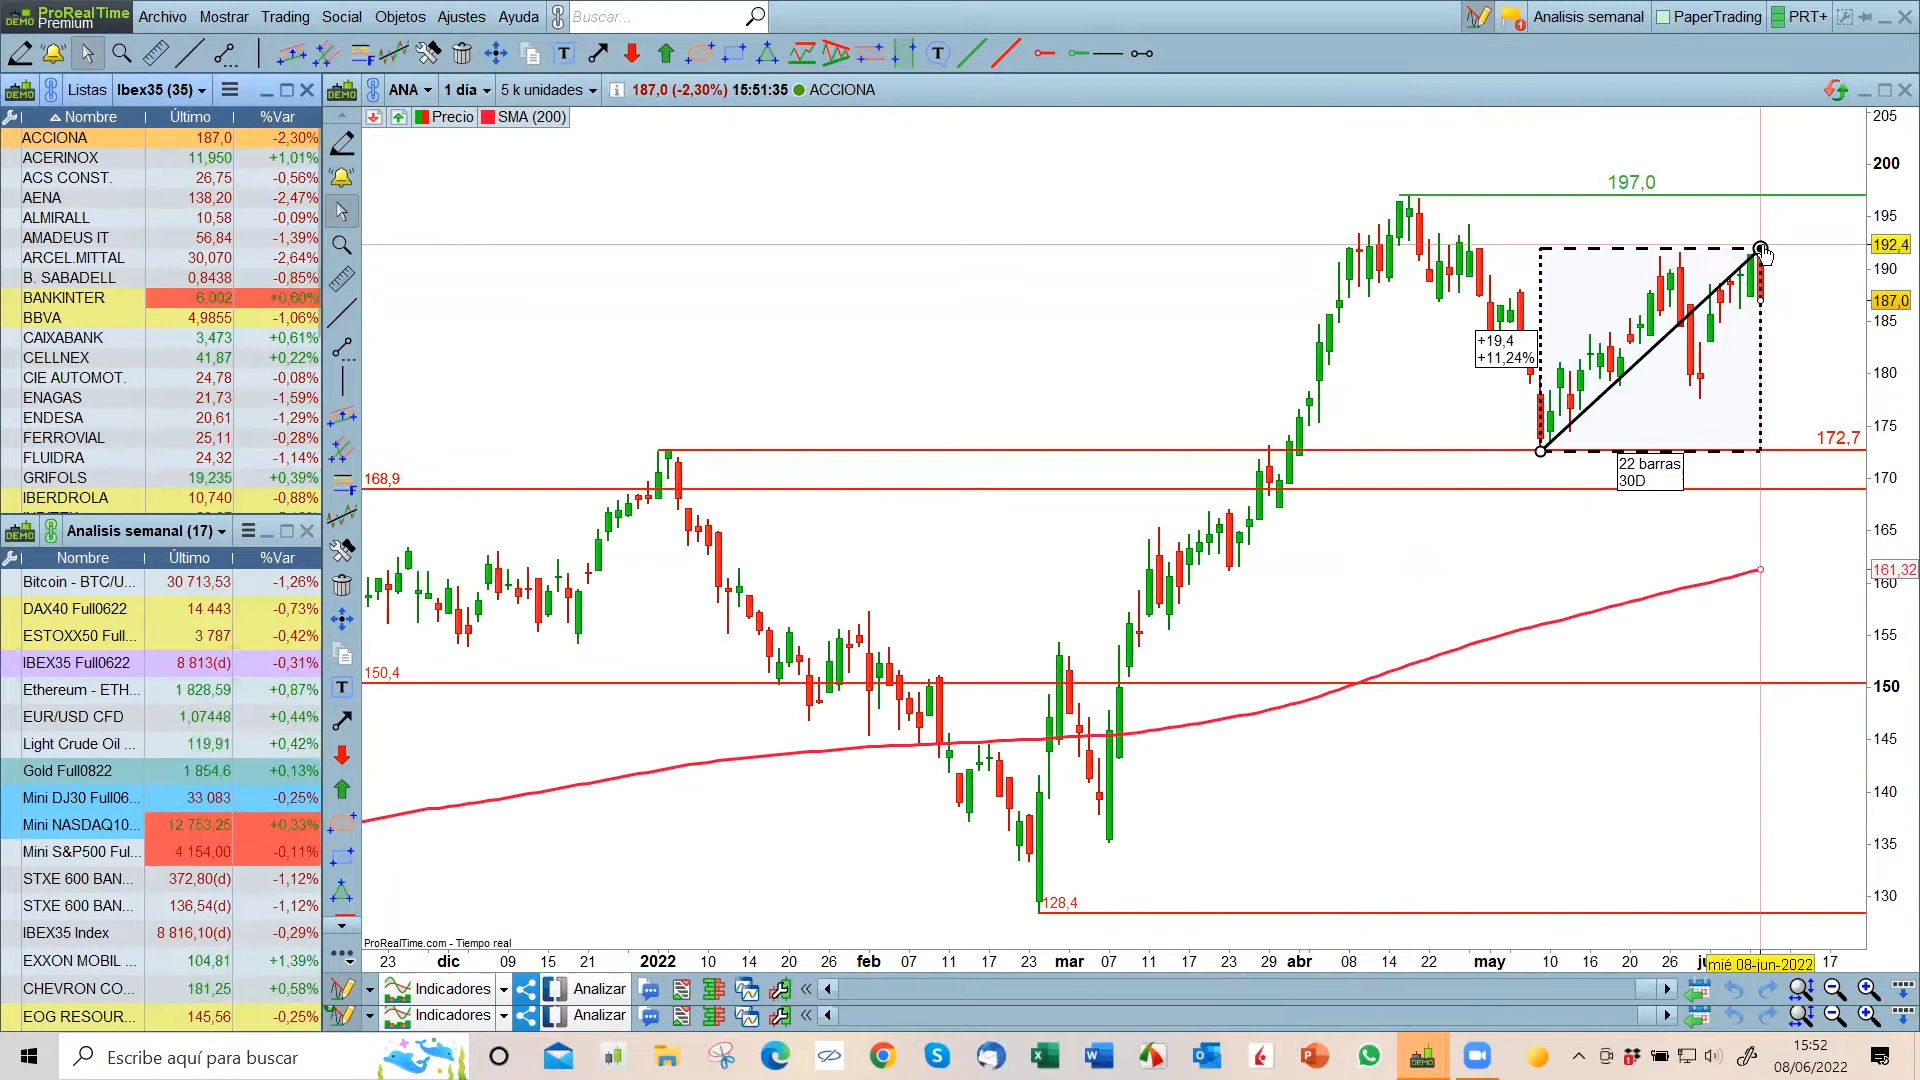 ProRealTime
DEMO Premium
Archivo Mostrar Trading Social Objetos Ajustes Ayuda Buscar... Analisis semanal PaperTrading PRT+
DEMO Listas Ibex35 (35)
DEMO ANA 1 día 5 k unidades 187,0 (-2,30%) 15:51:35 ACCIONA
Nombre Último %Var
ACCIONA 187,0 -2,30%
ACERINOX 11,950 +1,01%
ACS CONST. 26,75 -0,56%
AENA 138,20 -2,47%
ALMIRALL 10,58 -0,09%
AMADEUS IT 56,84 -1,39%
ARCEL.MITTAL 30,070 -2,64%
B. SABADELL 0,8438 -0,85%
BANKINTER 6,002 +0,60%
BBVA 4,9855 -1,06%
CAIXABANK 3,473 +0,61%
CELLNEX 41,87 +0,22%
CIE AUTOMOT. 24,78 -0,08%
ENAGAS 21,73 -1,59%
ENDESA 20,61 -1,29%
FERROVIAL 25,11 -0,28%
FLUIDRA 24,32 -1,14%
GRIFOLS 19,235 +0,39%
IBERDROLA 10,740 -0,88%
DEMO Analisis semanal (17)
Nombre Último %Var
Bitcoin - BTC/U... 30 713,53 -1,26%
DAX40 Full0622 14 443 -0,73%
ESTOXX50 Full... 3 787 -0,42%
IBEX35 Full0622 8 813(d) -0,31%
Ethereum - ETH... 1 828,59 +0,87%
EUR/USD CFD 1,07448 +0,44%
Light Crude Oil ... 119,91 +0,42%
Gold Full0822 1 854,6 +0,13%
Mini DJ30 Full06... 33 083 -0,25%
Mini NASDAQ10... 12 753,25 +0,33%
Mini S&P500 Ful... 4 154,00 -0,11%
STXE 600 BAN... 372,80(d) -1,12%
STXE 600 BAN... 136,54(d) -1,12%
IBEX35 Index 8 816,10(d) -0,29%
EXXON MOBIL ... 104,81 +1,39%
CHEVRON CO... 181,25 +0,58%
EOG RESOUR... 145,56 -0,25%
Precio SMA (200)
197,0
+19,4
+11,24%
172,7
22 barras
30D
168,9
150,4
128,4
205
200
195
192,4
190
187,0
185
180
175
170
165
161,32
160
155
150
145
140
135
130
ProRealTime.com - Tiempo real
23 dic 09 15 21 2022 10 14 20 26 feb 07 11 17 23 mar 07 11 17 23 29 abr 08 14 22 may 10 16 20 26 mié 08-jun-2022 17
Indicadores Analizar
Indicadores Analizar
Escribe aquí para buscar
DEMO
15:52
08/06/2022